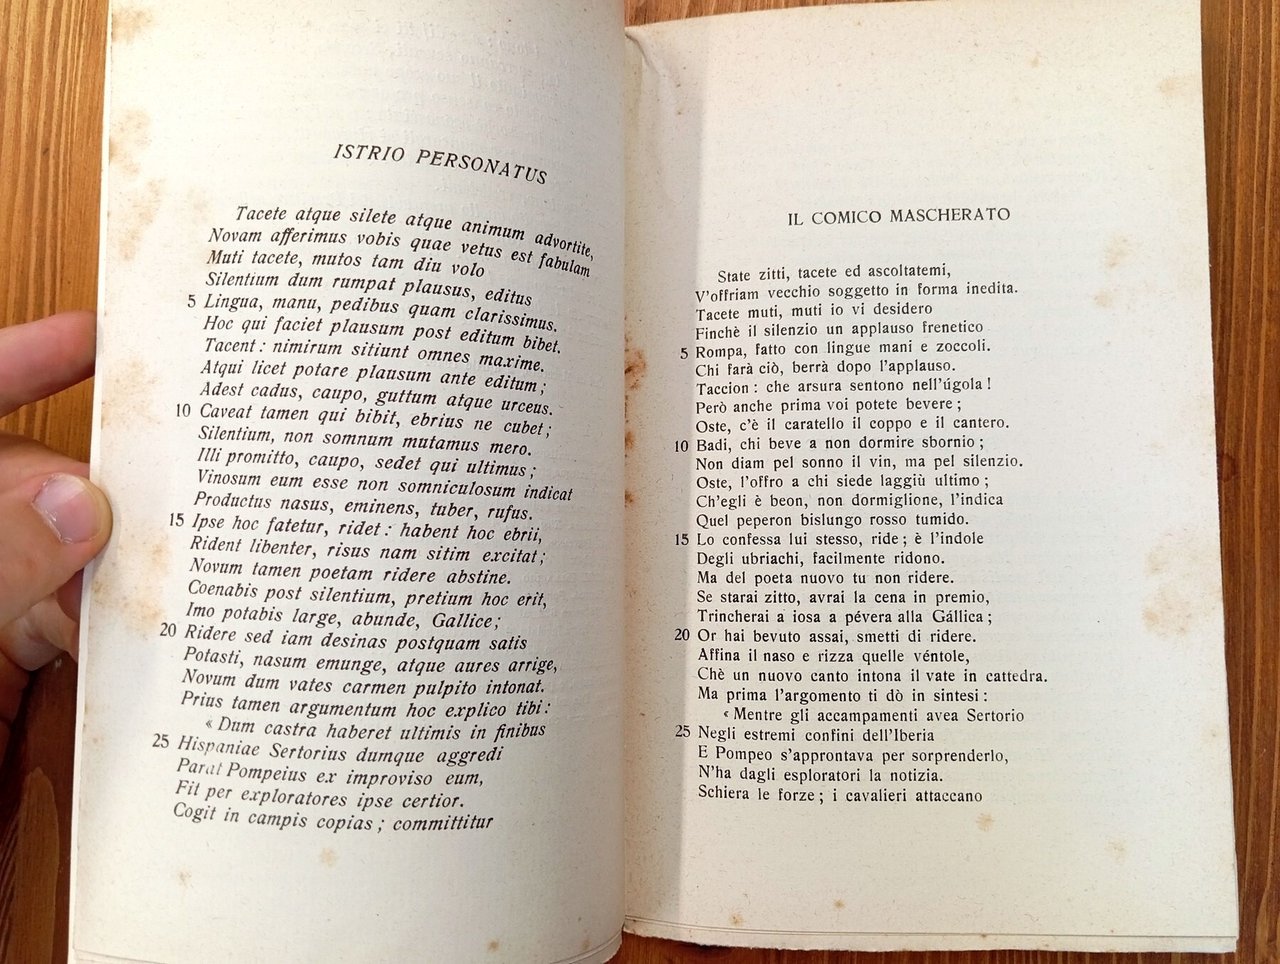 ISTRIO PERSONATUS
Tacete atque silete atque animum advortite,
Novam afferimus vobis quae vetus est fabulam
Muti tacete, mutos tam diu volo
Silentium dum rumpat plausus, editus
5 Lingua, manu, pedibus quam clarissimus.
Hoc qui faciet plausum post editum bibet.
Tacent : nimirum sitiunt omnes maxime.
Atqui licet potare plausum ante editum ;
Adest cadus, caupo, guttum atque urceus.
10 Caveat tamen qui bibit, ebrius ne cubet ;
Silentium, non somnum mutamus mero.
Illi promitto, caupo, sedet qui ultimus ;
Vinosum eum esse non somniculosum indicat
Productus nasus, eminens, tuber, rufus.
15 Ipse hoc fatetur, ridet : habent hoc ebrii,
Rident libenter, risus nam sitim excitat ;
Novum tamen poetam ridere abstine.
Coenabis post silentium, pretium hoc erit,
Imo potabis large, abunde, Gallice ;
20 Ridere sed iam desinas postquam satis
Potasti, nasum emunge, atque aures arrige,
Novum dum vates carmen pulpito intonat.
Prius tamen argumentum hoc explico tibi :
« Dum castra haberet ultimis in finibus
25 Hispaniae Sertorius dumque aggredi
Parat Pompeius ex improviso eum,
Fit per exploratores ipse certior.
Cogit in campis copias ; committitur
IL COMICO MASCHERATO
State zitti, tacete ed ascoltatemi,
V'offriam vecchio soggetto in forma inedita.
Tacete muti, muti io vi desidero
Finchè il silenzio un applauso frenetico
5 Rompa, fatto con lingue mani e zoccoli.
Chi farà ciò, berrà dopo l'applauso.
Taccion : che arsura sentono nell'úgola !
Però anche prima voi potete bevere ;
Oste, c'è il caratello il coppo e il cantero.
10 Badi, chi beve a non dormire sbornio ;
Non diam pel sonno il vin, ma pel silenzio.
Oste, l'offro a chi siede laggiù ultimo ;
Ch'egli è beon, non dormiglione, l'indica
Quel peperon bislungo rosso tumido.
15 Lo confessa lui stesso, ride ; è l'indole
Degli ubriachi, facilmente ridono.
Ma del poeta nuovo tu non ridere.
Se starai zitto, avrai la cena in premio,
Trincherai a iosa a pévera alla Gállica ;
20 Or hai bevuto assai, smetti di ridere.
Affina il naso e rizza quelle véntole,
Chè un nuovo canto intona il vate in cattedra.
Ma prima l'argomento ti dò in sintesi :
« Mentre gli accampamenti avea Sertorio
25 Negli estremi confini dell'Iberia
E Pompeo s'approntava per sorprenderlo,
N'ha dagli esploratori la notizia.
Schiera le forze ; i cavalieri attaccano